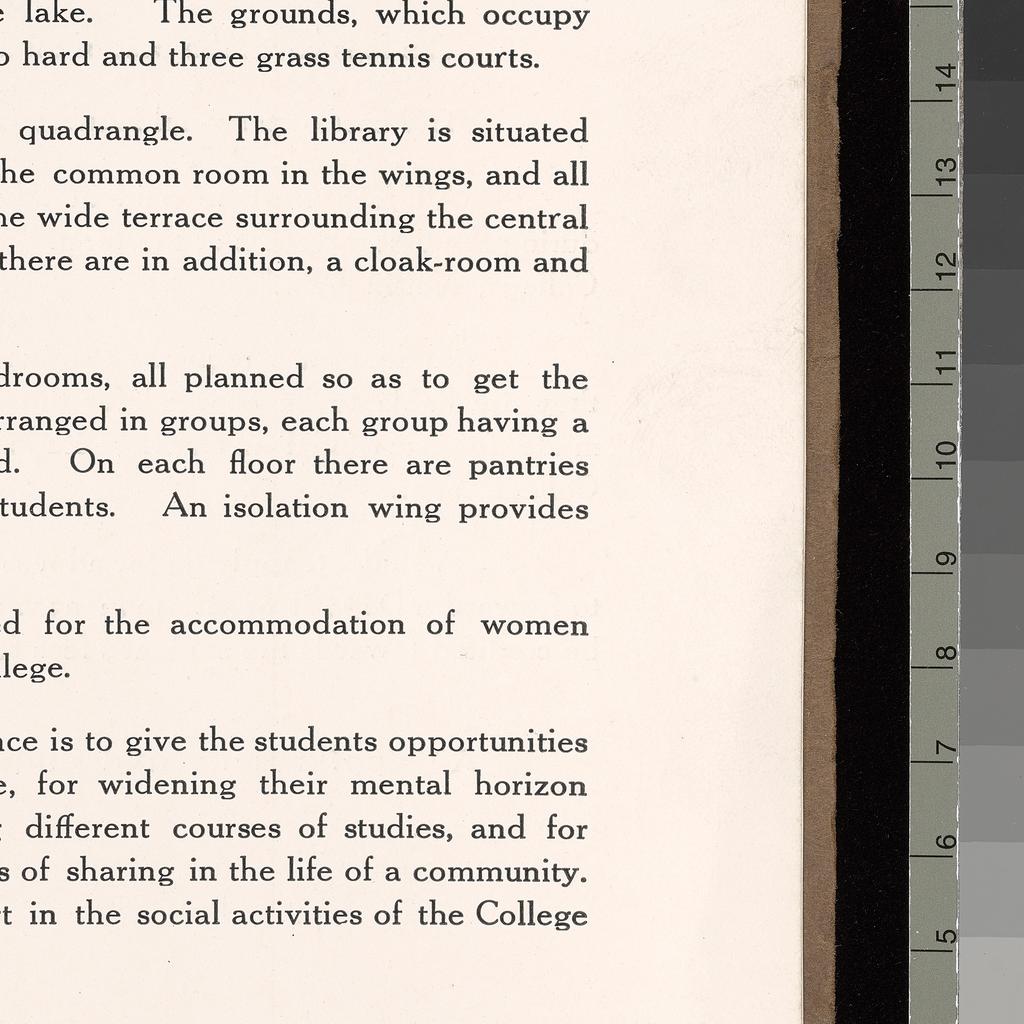 lake. The grounds, which occupy
hard and three grass tennis courts.
quadrangle. The library is situated
common room in the wings, and all
wide terrace surrounding the central
there are in addition, a cloak-room and
drooms, all planned so as to get the
rranged in groups, each group having a
On each floor there are pantries
tudents. An isolation wing provides
for the accommodation of women
llege.
is to give the students opportunities
for widening their mental horizon
different courses of studies, and for
of sharing in the life of a community.
in the social activities of the College
14
13
12
11
10
9
8
7
6
5